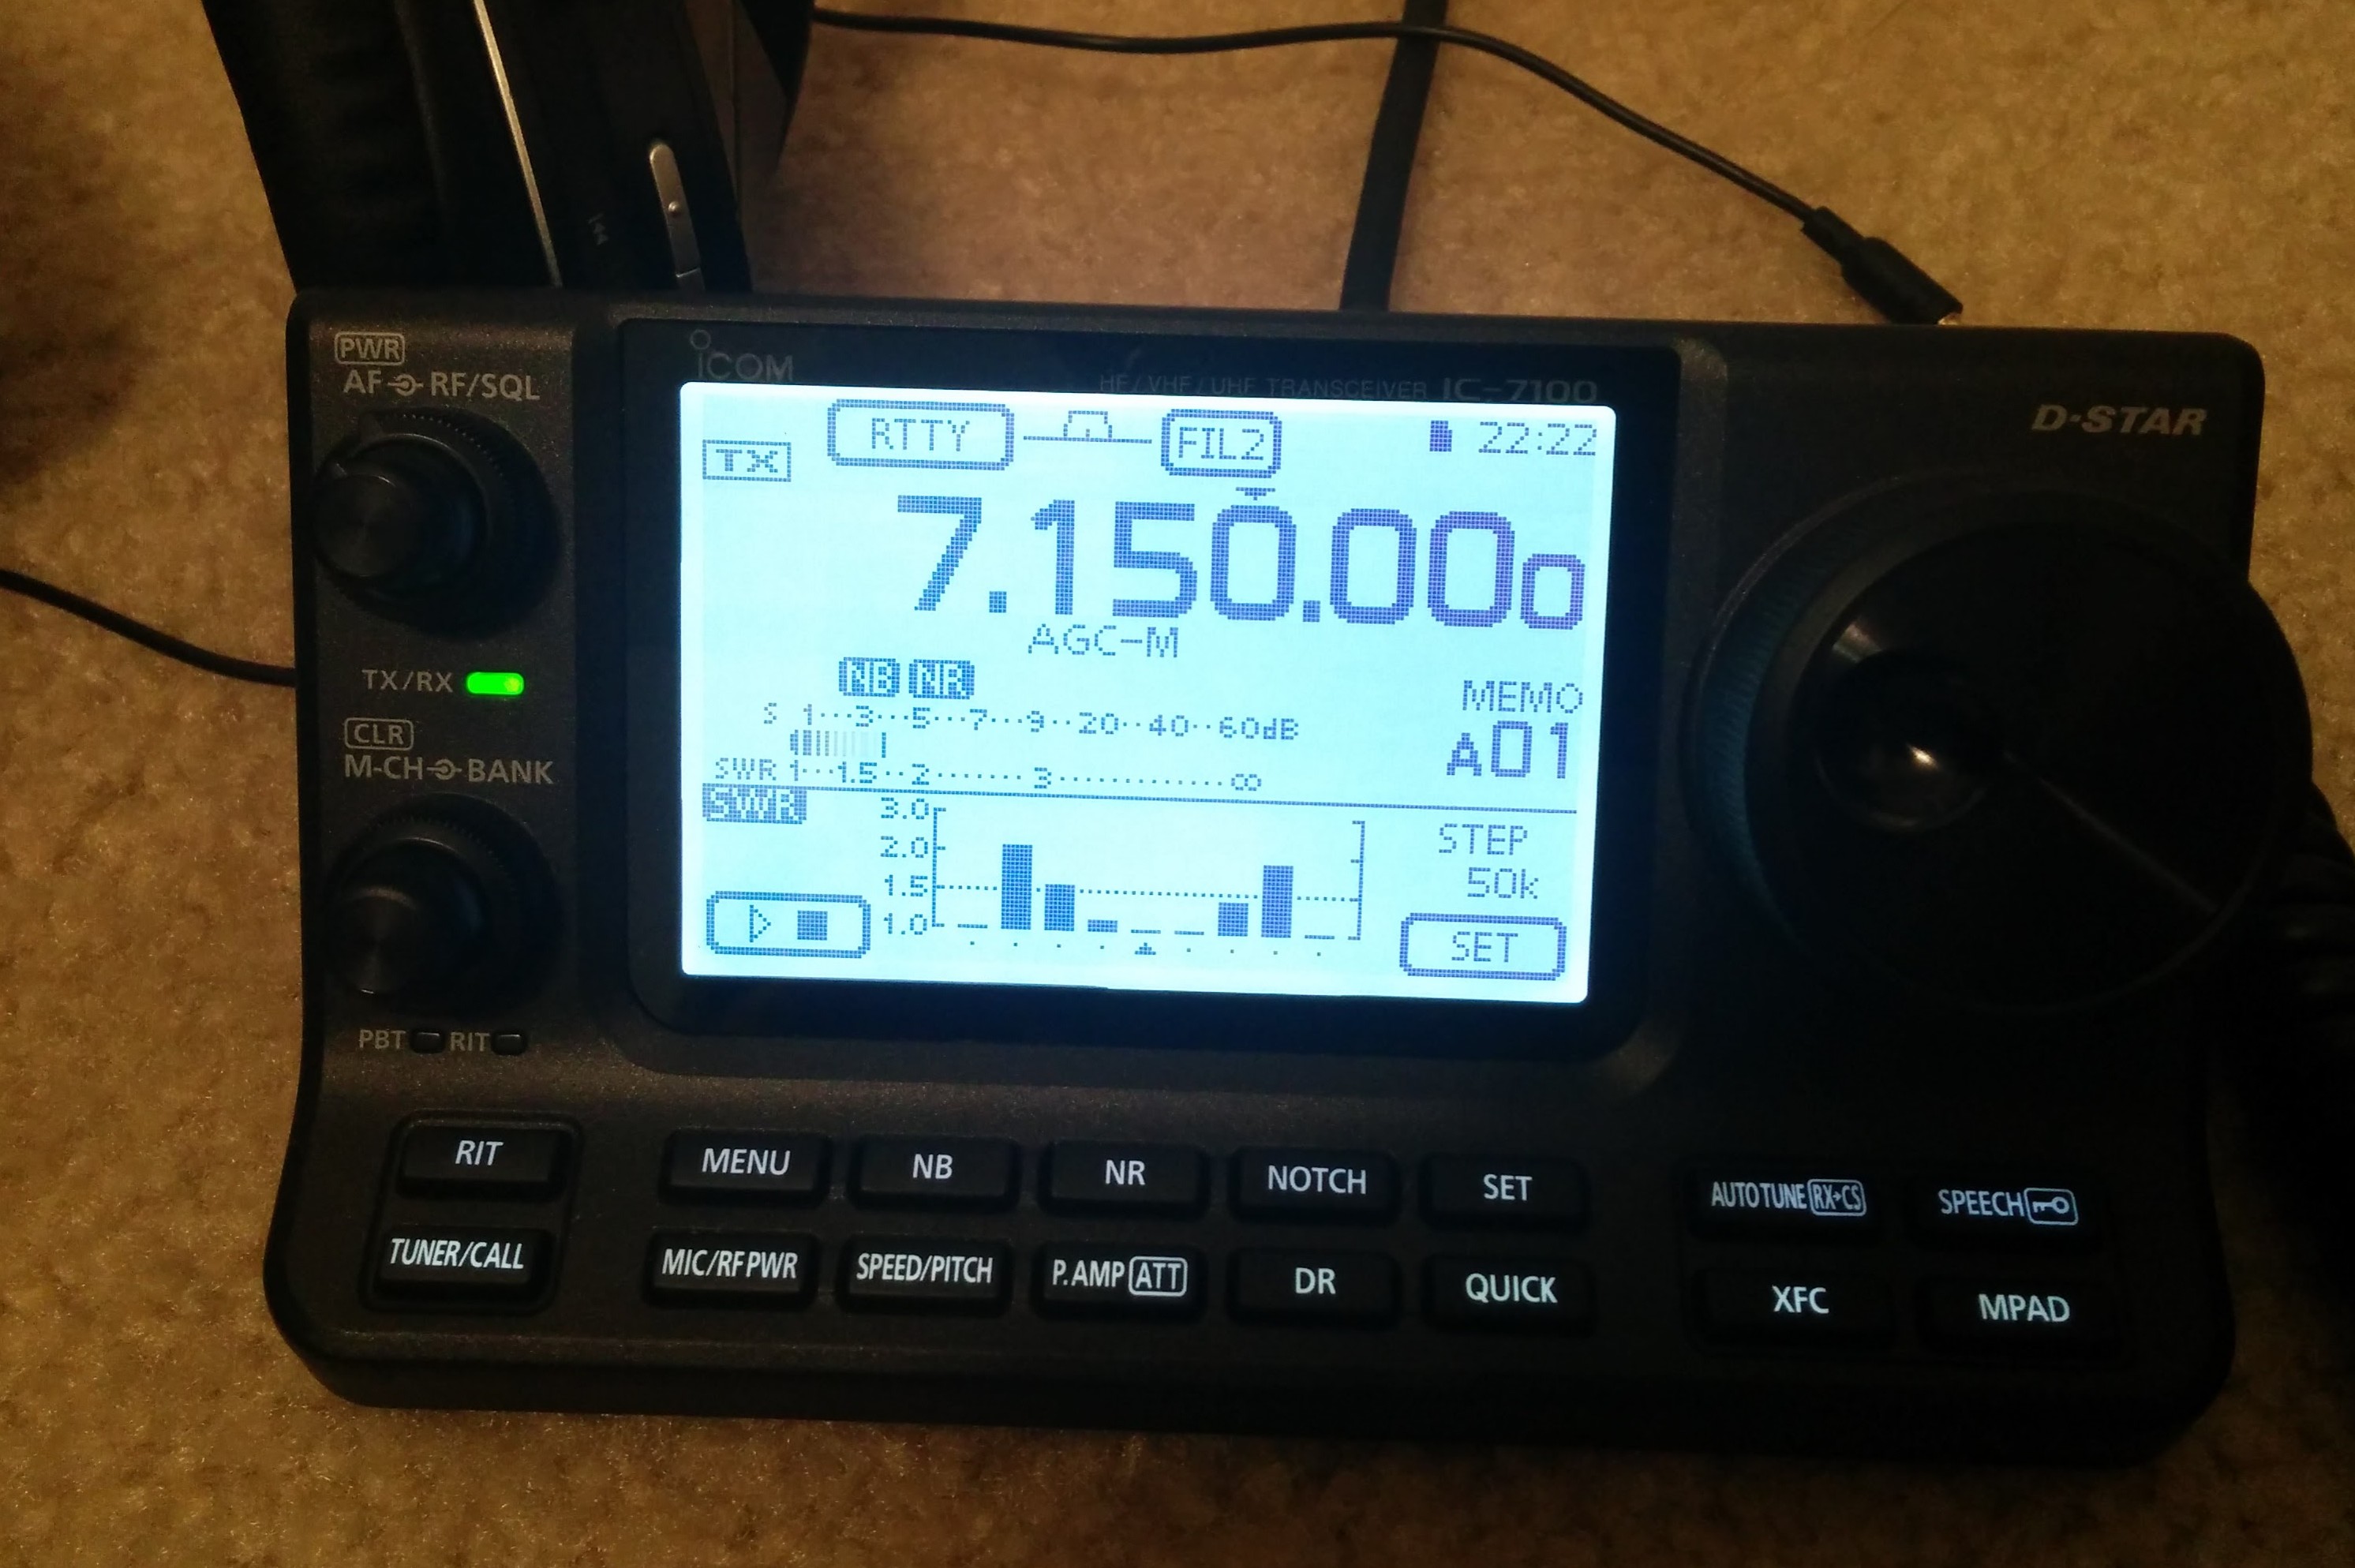 PWR
AF RF/SQL
TX/RX
CLR
M-CH BANK
PBT RIT
ICOM
HF/VHF/UHF TRANSCEIVER IC-7100
D-STAR
TX RTTY FIL2 22:22
7.150.000
AGC-M
NB NR
MEMO
A01
S 1···3···5···7···9··20··40··60dB
SWR 1···1.5··2·······3············∞
SWR
3.0
2.0
1.5
1.0
STEP
50k
SET
RIT MENU NB NR NOTCH SET AUTOTUNE RX→CS SPEECH
TUNER/CALL MIC/RF PWR SPEED/PITCH P.AMP ATT DR QUICK XFC MPAD